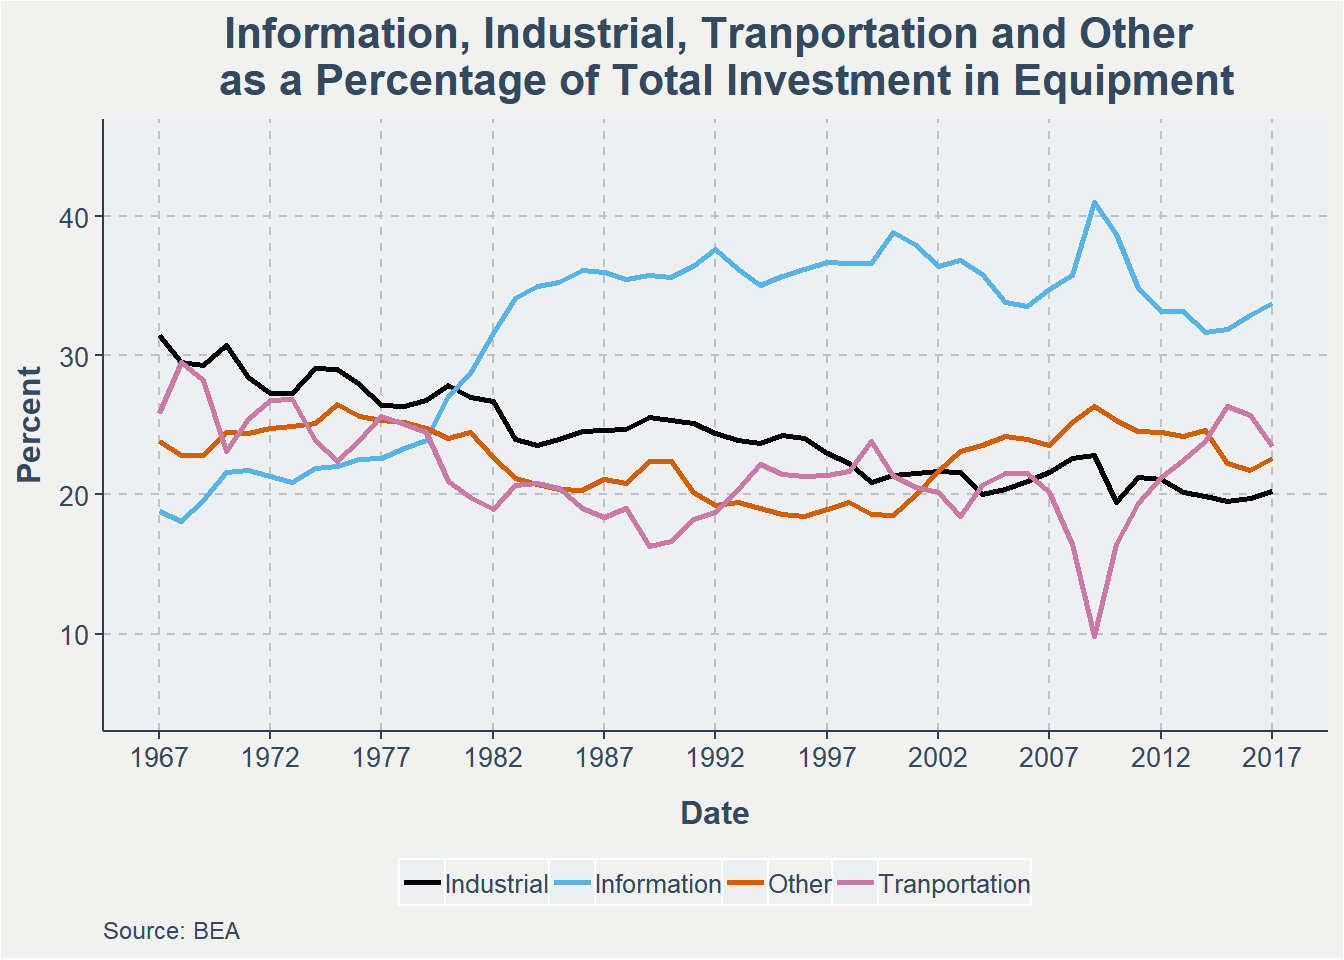 Information, Industrial, Tranportation and Other
as a Percentage of Total Investment in Equipment
Percent
40
30
20
10
1967 1972 1977 1982 1987 1992 1997 2002 2007 2012 2017
Date
Industrial Information Other Tranportation
Source: BEA